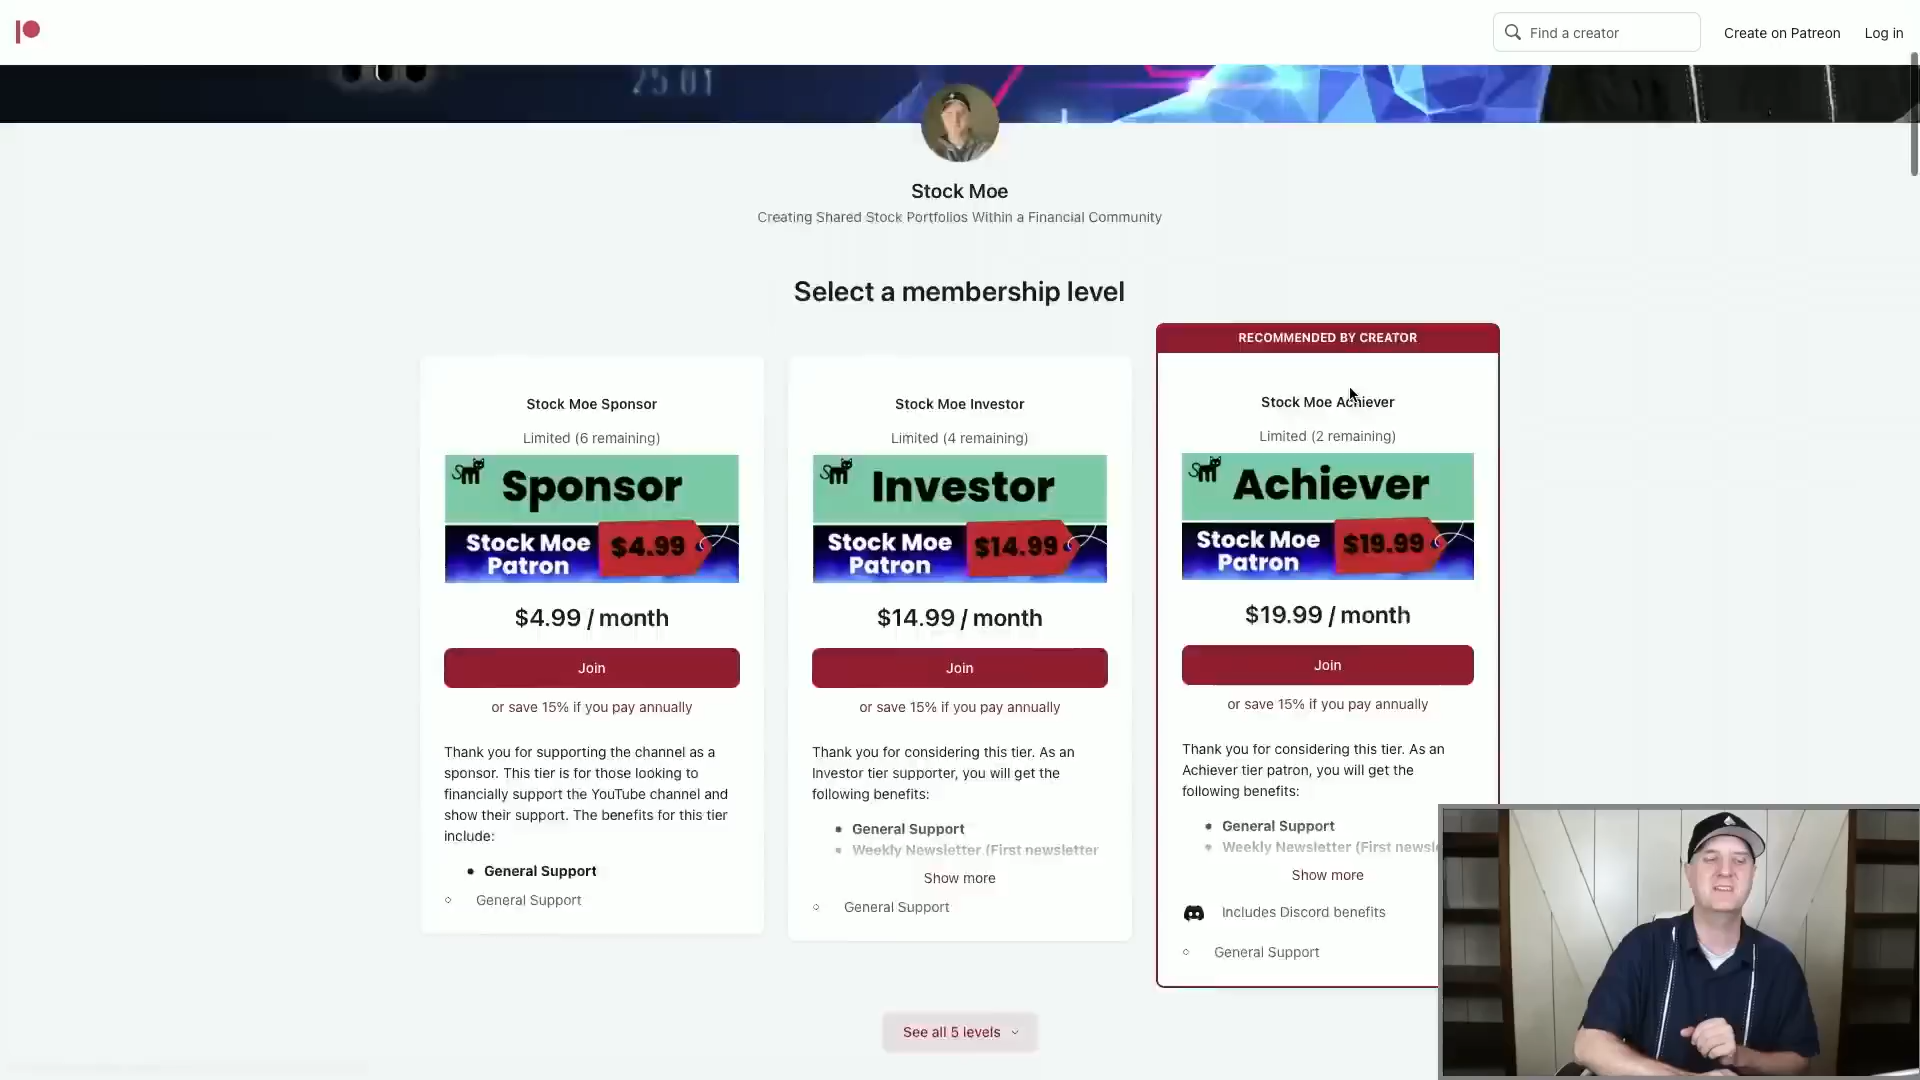 Find a creator
Create on Patreon
Log in
25 01
Stock Moe
Creating Shared Stock Portfolios Within a Financial Community
Select a membership level
Stock Moe Sponsor
Limited (6 remaining)
Sponsor
Stock Moe
Patron
$4.99
$4.99 / month
Join
or save 15% if you pay annually
Thank you for supporting the channel as a
sponsor. This tier is for those looking to
financially support the YouTube channel and
show their support. The benefits for this tier
include:
General Support
General Support
Stock Moe Investor
Limited (4 remaining)
Investor
Stock Moe
Patron
$14.99
$14.99 / month
Join
or save 15% if you pay annually
Thank you for considering this tier. As an
Investor tier supporter, you will get the
following benefits:
General Support
Weekly Newsletter (First newsletter
Show more
General Support
RECOMMENDED BY CREATOR
Stock Moe Achiever
Limited (2 remaining)
Achiever
Stock Moe
Patron
$19.99
$19.99 / month
Join
or save 15% if you pay annually
Thank you for considering this tier. As an
Achiever tier patron, you will get the
following benefits:
General Support
Weekly Newsletter (First
Show more
Includes Discord benefits
General Support
See all 5 levels